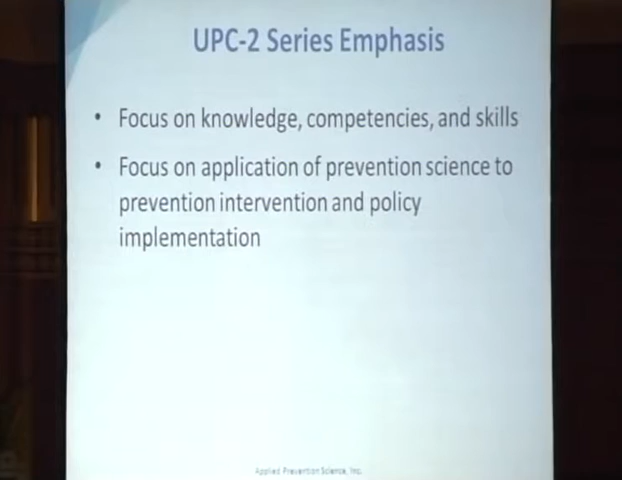 UPC-2 Series Emphasis
• Focus on knowledge, competencies, and skills
• Focus on application of prevention science to
prevention intervention and policy
implementation
Applied Prevention Science, Inc.